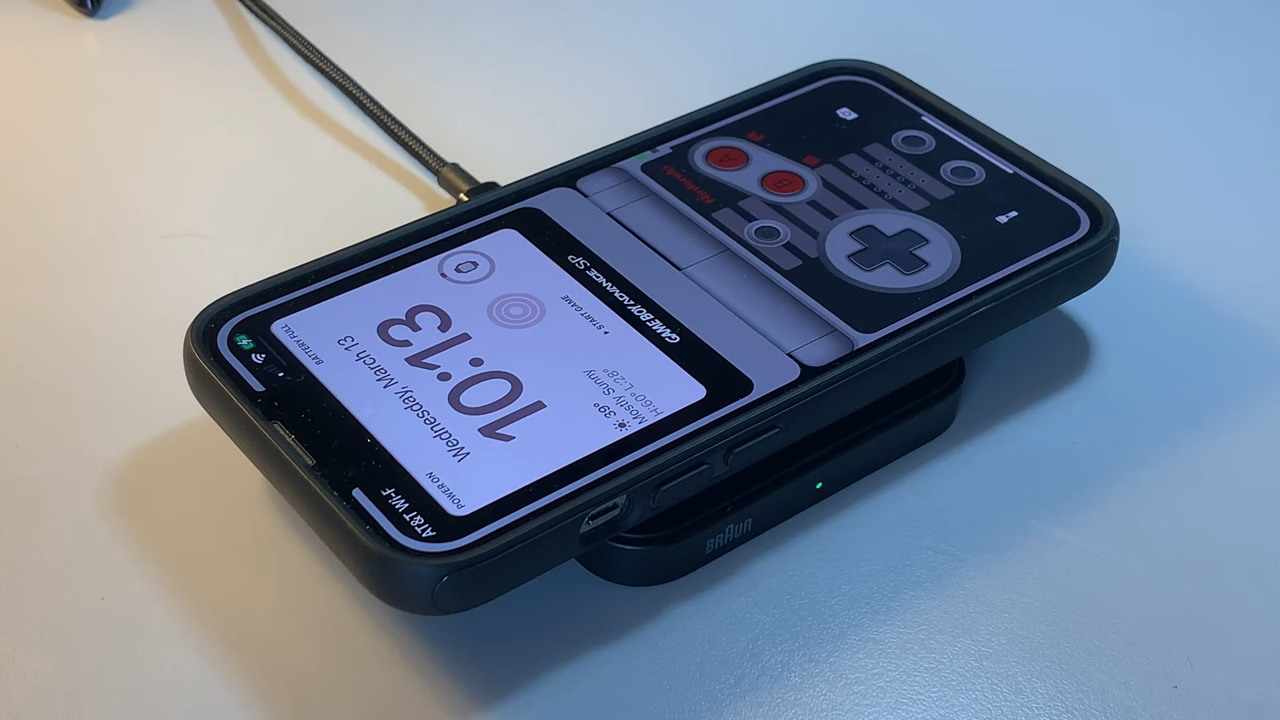 AT&T Wi-F
POWER ON
BATTERY FULL
Wednesday, March 13
10:13
39°
Mostly Sunny
H:60° L:28°
START GAME
GAME BOY ADVANCE SP
Nintendo
A
B
BRAUN